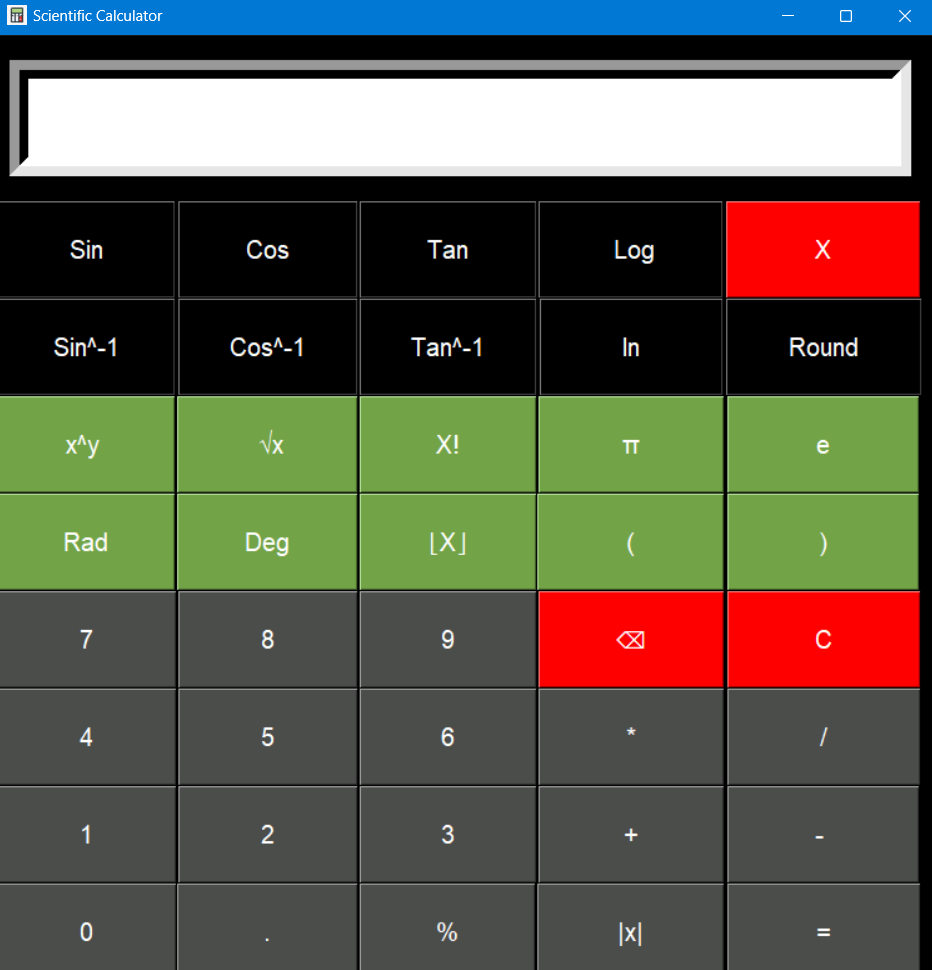 Scientific Calculator
Sin Cos Tan Log X
Sin^-1 Cos^-1 Tan^-1 In Round
x^y √x X! π e
Rad Deg ⌊X⌋ ( )
7 8 9 ⌫ C
4 5 6 * /
1 2 3 + -
0 . % |x| =